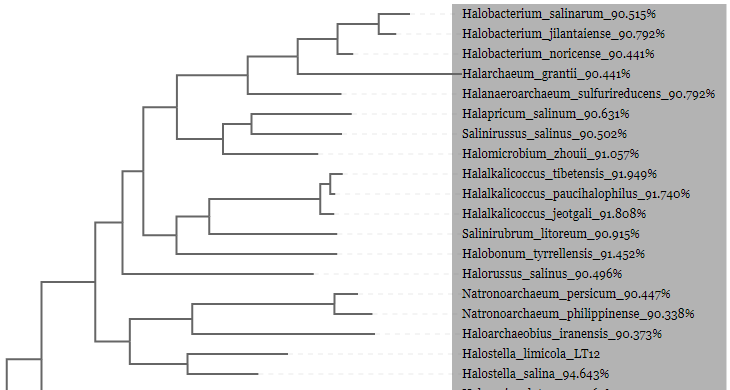 Halobacterium_salinarum_90.515%
Halobacterium_jilantaiense_90.792%
Halobacterium_noricense_90.441%
Halarchaeum_grantii_90.441%
Halanaeroarchaeum_sulfurireducens_90.792%
Halapricum_salinum_90.631%
Salinirussus_salinus_90.502%
Halomicrobium_zhouii_91.057%
Halalkalicoccus_tibetensis_91.949%
Halalkalicoccus_paucihalophilus_91.740%
Halalkalicoccus_jeotgali_91.808%
Salinirubrum_litoreum_90.915%
Halobonum_tyrrellensis_91.452%
Halorussus_salinus_90.496%
Natronoarchaeum_persicum_90.447%
Natronoarchaeum_philippinense_90.338%
Haloarchaeobius_iranensis_90.373%
Halostella_limicola_LT12
Halostella_salina_94.643%